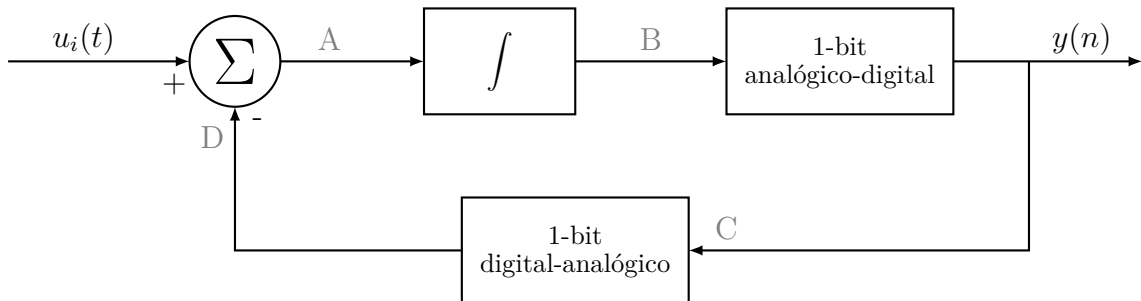 u_i(t)
+
Σ
-
A
∫
B
1-bit
analógico-digital
y(n)
D
1-bit
digital-analógico
C